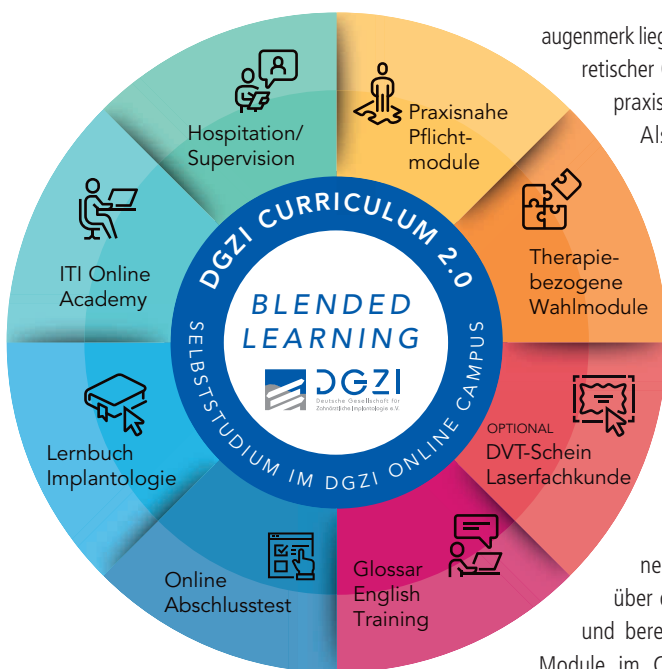 augenmerk lieg
retischer
praxis
Als
Hospitation/
Supervision
Praxisnahe
Pflicht-
module
Therapie-
bezogene
Wahlmodule
OPTIONAL
DVT-Schein
Laserfachkunde
Glossar
English
Training
Online
Abschlusstest
Lernbuch
Implantologie
ITI Online
Academy
DGZI CURRICULUM 2.0
BLENDED
LEARNING
DGZI
Deutsche Gesellschaft für
Zahnärztliche Implantologie e.V.
SELBSTSTUDIUM IM DGZI ONLINE CAMPUS
ne
über
und bere
Module im